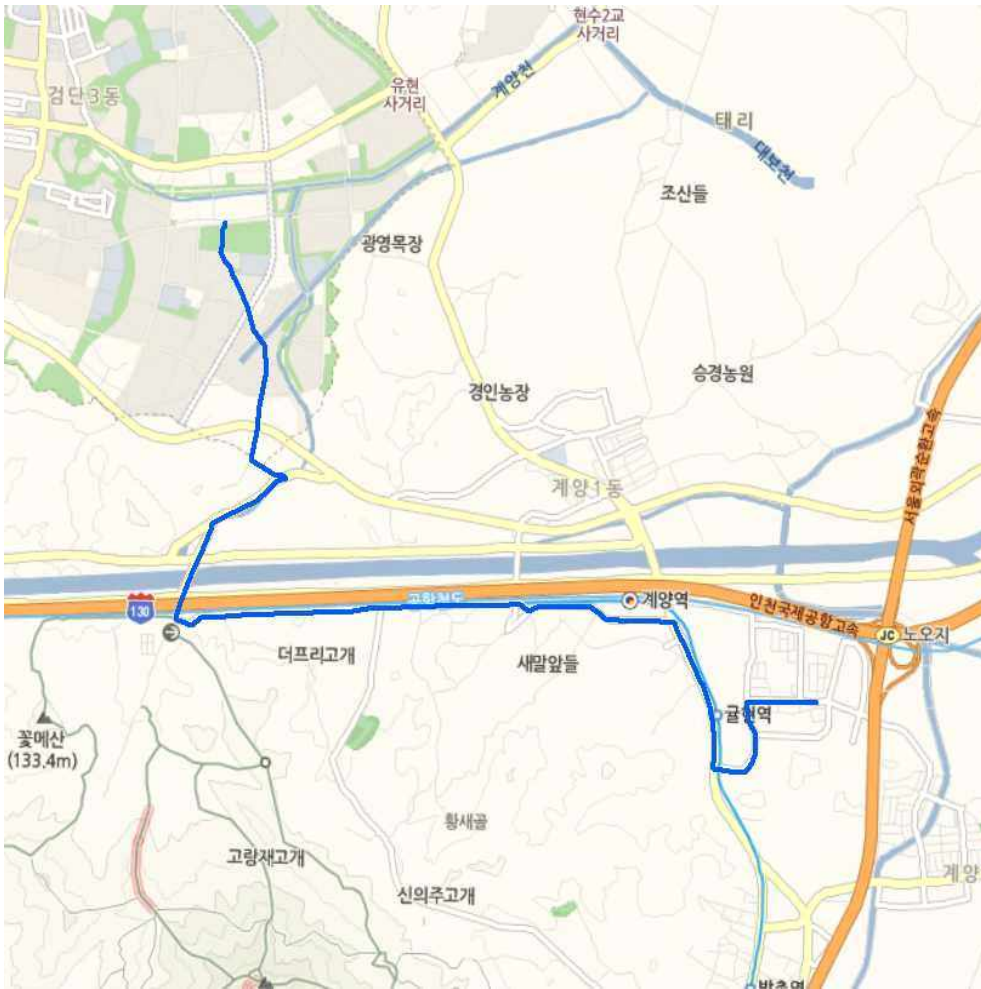 현수2교
사거리
검단3동
계양천
유현
사거리
태리
대보천
조산들
광영목장
승경농원
경인농장
계양1동
서울외곽순환고속
130
공항철도
계양역
인천국제공항고속
JC
노오지
더프리고개
새말앞들
귤현역
꽃메산
(133.4m)
황새골
고랑재고개
신의주고개
계양